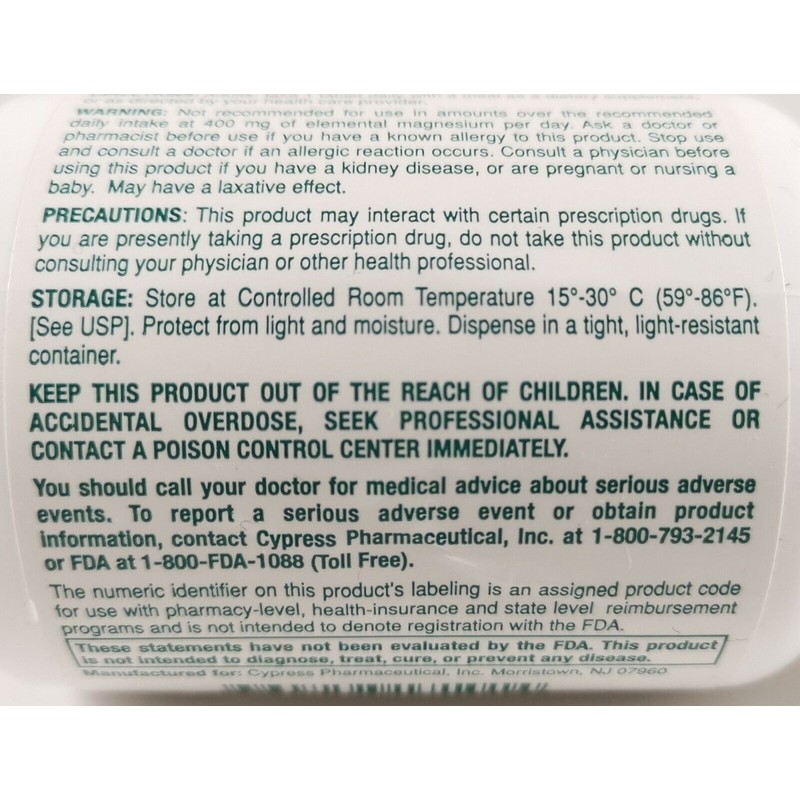 or as directed by your health care provider.
WARNING: Not recommended for use in amounts over the recommended
daily intake at 400 mg of elemental magnesium per day. Ask a doctor or
pharmacist before use if you have a known allergy to this product. Stop use
and consult a doctor if an allergic reaction occurs. Consult a physician before
using this product if you have a kidney disease, or are pregnant or nursing a
baby. May have a laxative effect.
PRECAUTIONS: This product may interact with certain prescription drugs. If
you are presently taking a prescription drug, do not take this product without
consulting your physician or other health professional.
STORAGE: Store at Controlled Room Temperature 15°-30° C (59°-86°F).
[See USP]. Protect from light and moisture. Dispense in a tight, light-resistant
container.
KEEP THIS PRODUCT OUT OF THE REACH OF CHILDREN. IN CASE OF
ACCIDENTAL OVERDOSE, SEEK PROFESSIONAL ASSISTANCE OR
CONTACT A POISON CONTROL CENTER IMMEDIATELY.
You should call your doctor for medical advice about serious adverse
events. To report a serious adverse event or obtain product
information, contact Cypress Pharmaceutical, Inc. at 1-800-793-2145
or FDA at 1-800-FDA-1088 (Toll Free).
The numeric identifier on this product's labeling is an assigned product code
for use with pharmacy-level, health-insurance and state level reimbursement
programs and is not intended to denote registration with the FDA.
These statements have not been evaluated by the FDA. This product
is not intended to diagnose, treat, cure, or prevent any disease.
Manufactured for: Cypress Pharmaceutical, Inc. Morristown, NJ 07960